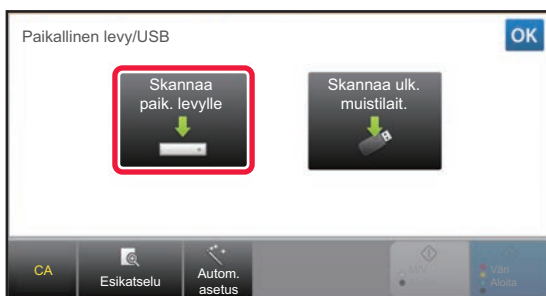 Paikallinen levy/USB
OK
Skannaa
paik. levylle
Skannaa ulk.
muistilait.
CA
Esikatselu
Autom.
asetus
Väri
Aloita